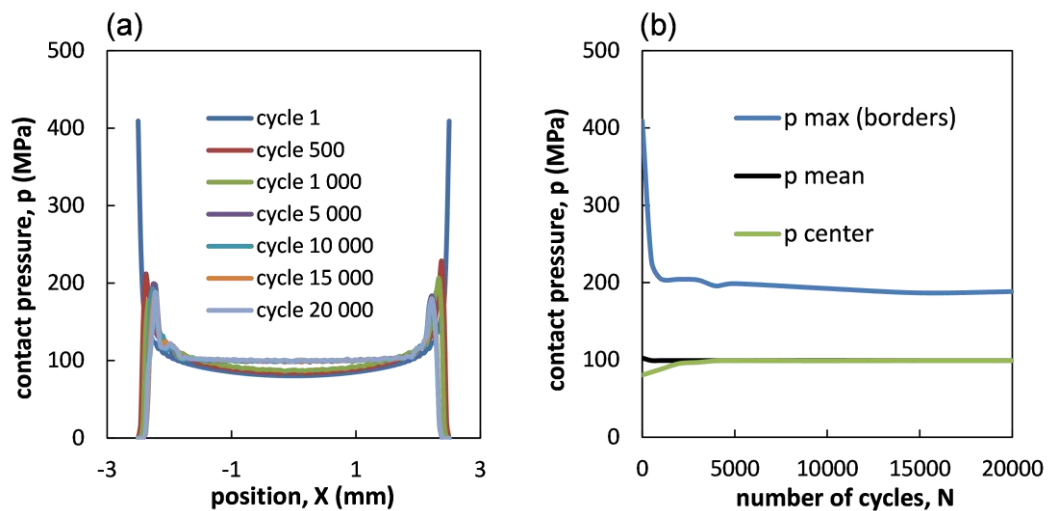 (a)
500
400
300
200
100
0
contact pressure, p (MPa)
cycle 1
cycle 500
cycle 1 000
cycle 5 000
cycle 10 000
cycle 15 000
cycle 20 000
-3
-1
1
3
position, X (mm)
(b)
500
400
300
200
100
0
contact pressure, p (MPa)
p max (borders)
p mean
p center
0
5000
10000
15000
20000
number of cycles, N